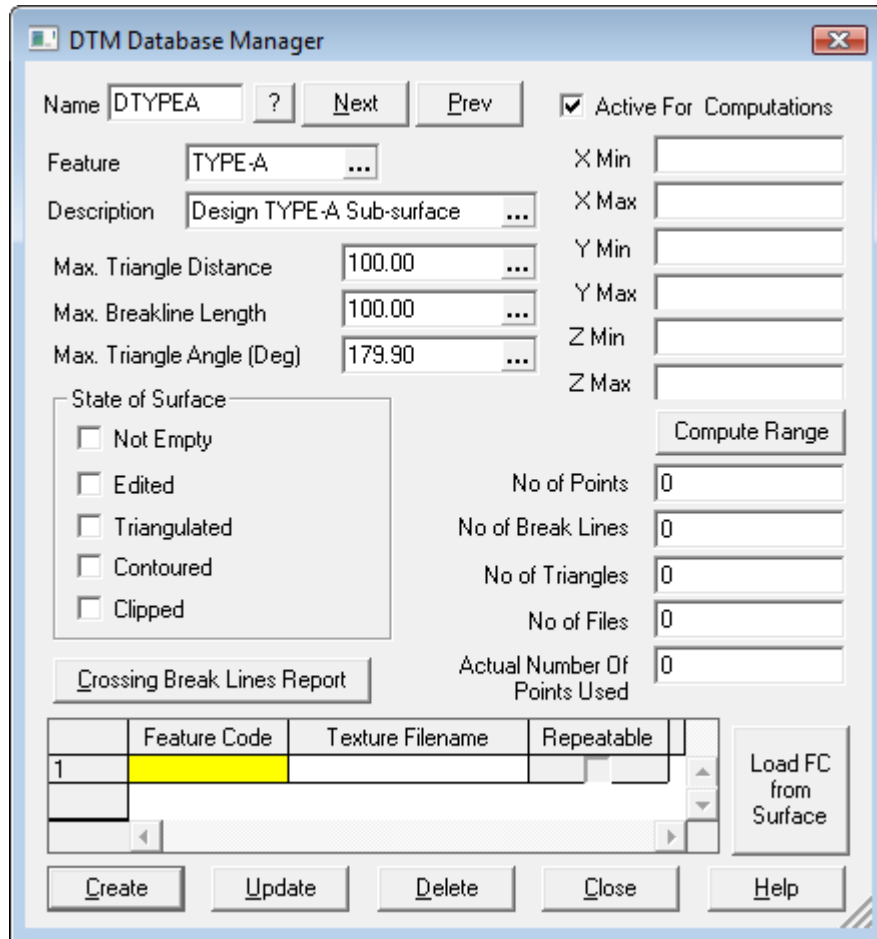 DTM Database Manager
Name DTYPEA ? Next Prev Active For Computations
Feature TYPE-A ... X Min
Description Design TYPE-A Sub-surface ... X Max
Max. Triangle Distance 100.00 ... Y Min
Max. Breakline Length 100.00 ... Y Max
Max. Triangle Angle (Deg) 179.90 ... Z Min
Z Max
State of Surface
Compute Range
Not Empty
Edited
Triangulated
Contoured
Clipped
No of Points 0
No of Break Lines 0
No of Triangles 0
No of Files 0
Actual Number Of
Points Used 0
Crossing Break Lines Report
Feature Code Texture Filename Repeatable
1
Load FC
from
Surface
Create Update Delete Close Help